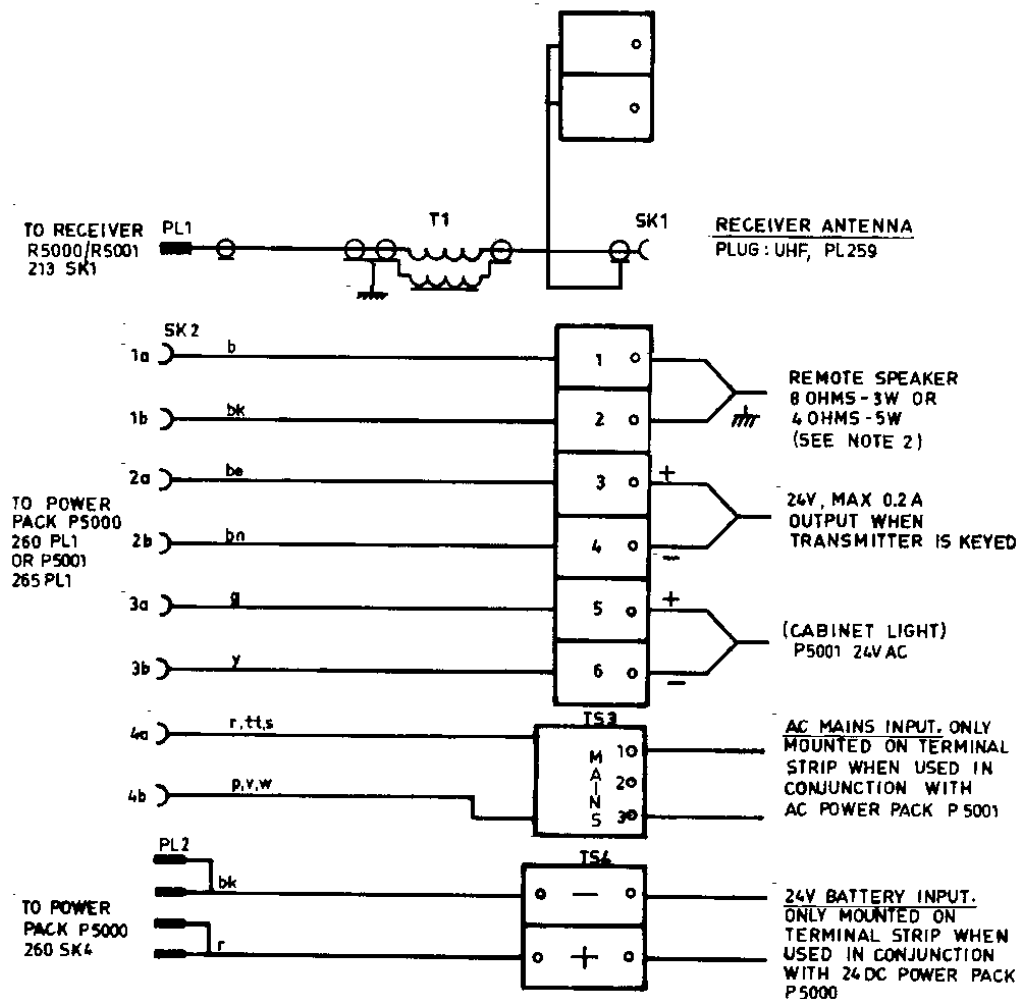 T1
SK1
TO RECEIVER
R5000/R5001
213 SK1
PL1
RECEIVER ANTENNA
PLUG: UHF, PL259
SK2
1a
b
1
1b
bk
2
REMOTE SPEAKER
8 OHMS-3W OR
4 OHMS-5W
(SEE NOTE 2)
TO POWER
PACK P5000
260 PL1
OR P5001
265 PL1
2a
be
3
+
2b
bn
4
−
24V, MAX 0.2A
OUTPUT WHEN
TRANSMITTER IS KEYED
3a
g
5
+
3b
y
6
−
(CABINET LIGHT)
P5001 24V AC
TS3
4a
r,tt,s
4b
p,v,w
MAINS
1
2
3
AC MAINS INPUT. ONLY
MOUNTED ON TERMINAL
STRIP WHEN USED IN
CONJUNCTION WITH
AC POWER PACK P5001
PL2
TS4
bk
−
r
+
TO POWER
PACK P5000
260 SK4
24V BATTERY INPUT.
ONLY MOUNTED ON
TERMINAL STRIP WHEN
USED IN CONJUNCTION
WITH 24DC POWER PACK
P5000